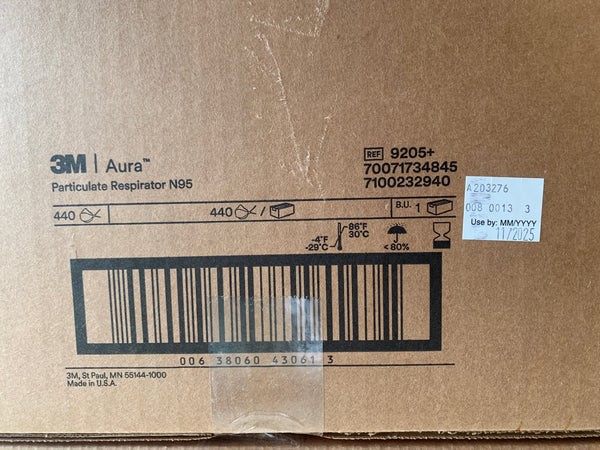 3M | Aura™
Particulate Respirator N95
REF 9205+
70071734845
7100232940
440
440 /
B.U. 1
-4°F
-29°C
86°F
30°C
< 80%
006 38060 43061 3
3M, St Paul, MN 55144-1000
Made in U.S.A.
A203276
008 0013 3
Use by: MM/YYYY
11/2025